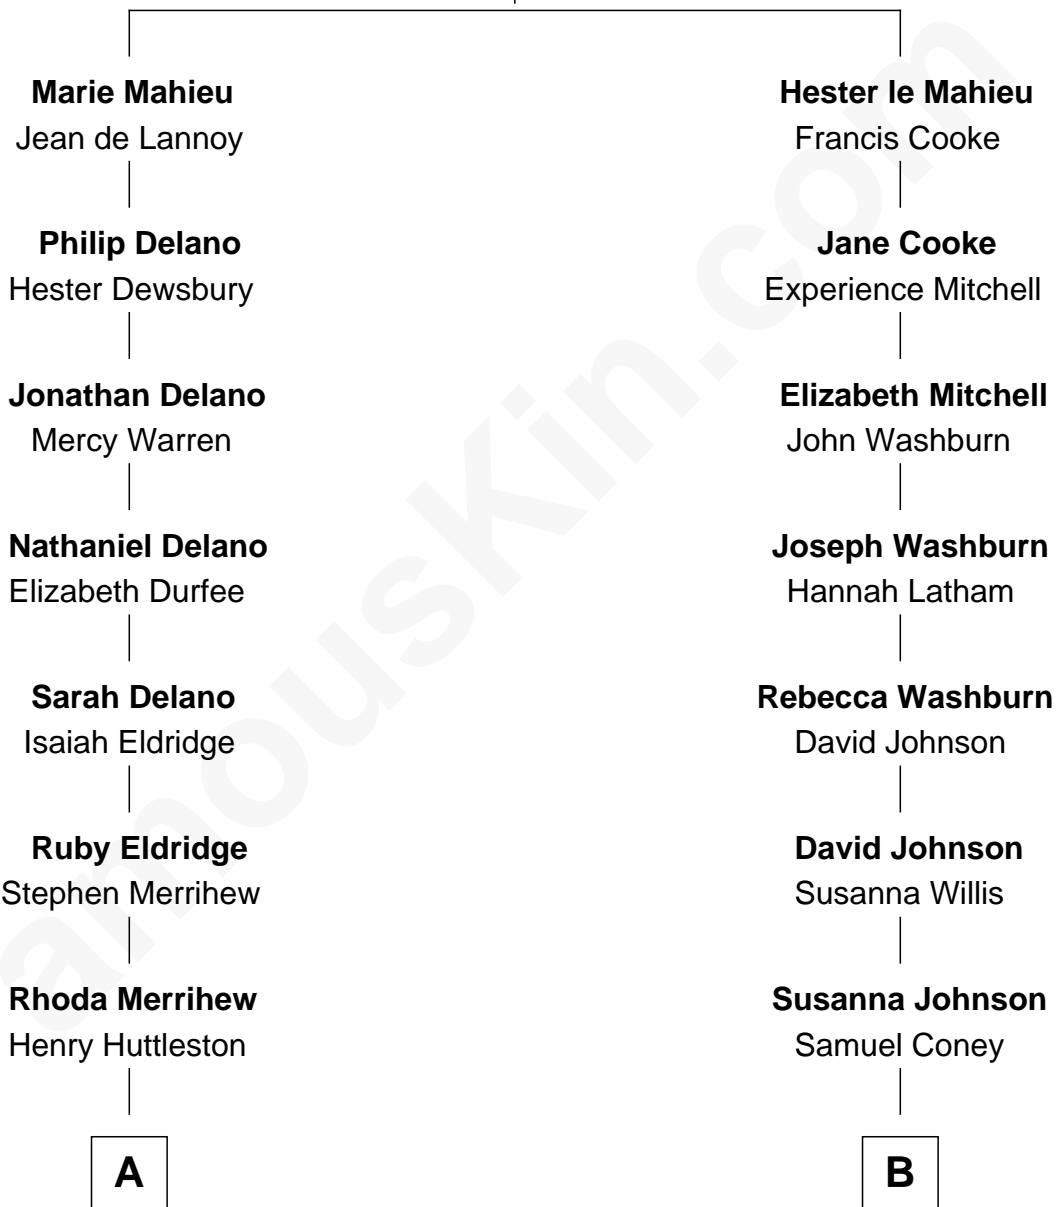 Marie Mahieu
Jean de Lannoy
Philip Delano
Hester Dewsbury
Jonathan Delano
Mercy Warren
Nathaniel Delano
Elizabeth Durfee
Sarah Delano
Isaiah Eldridge
Ruby Eldridge
Stephen Merrihew
Rhoda Merrihew
Henry Huttleston
A
Hester le Mahieu
Francis Cooke
Jane Cooke
Experience Mitchell
Elizabeth Mitchell
John Washburn
Joseph Washburn
Hannah Latham
Rebecca Washburn
David Johnson
David Johnson
Susanna Willis
Susanna Johnson
Samuel Coney
B
amousKin.com